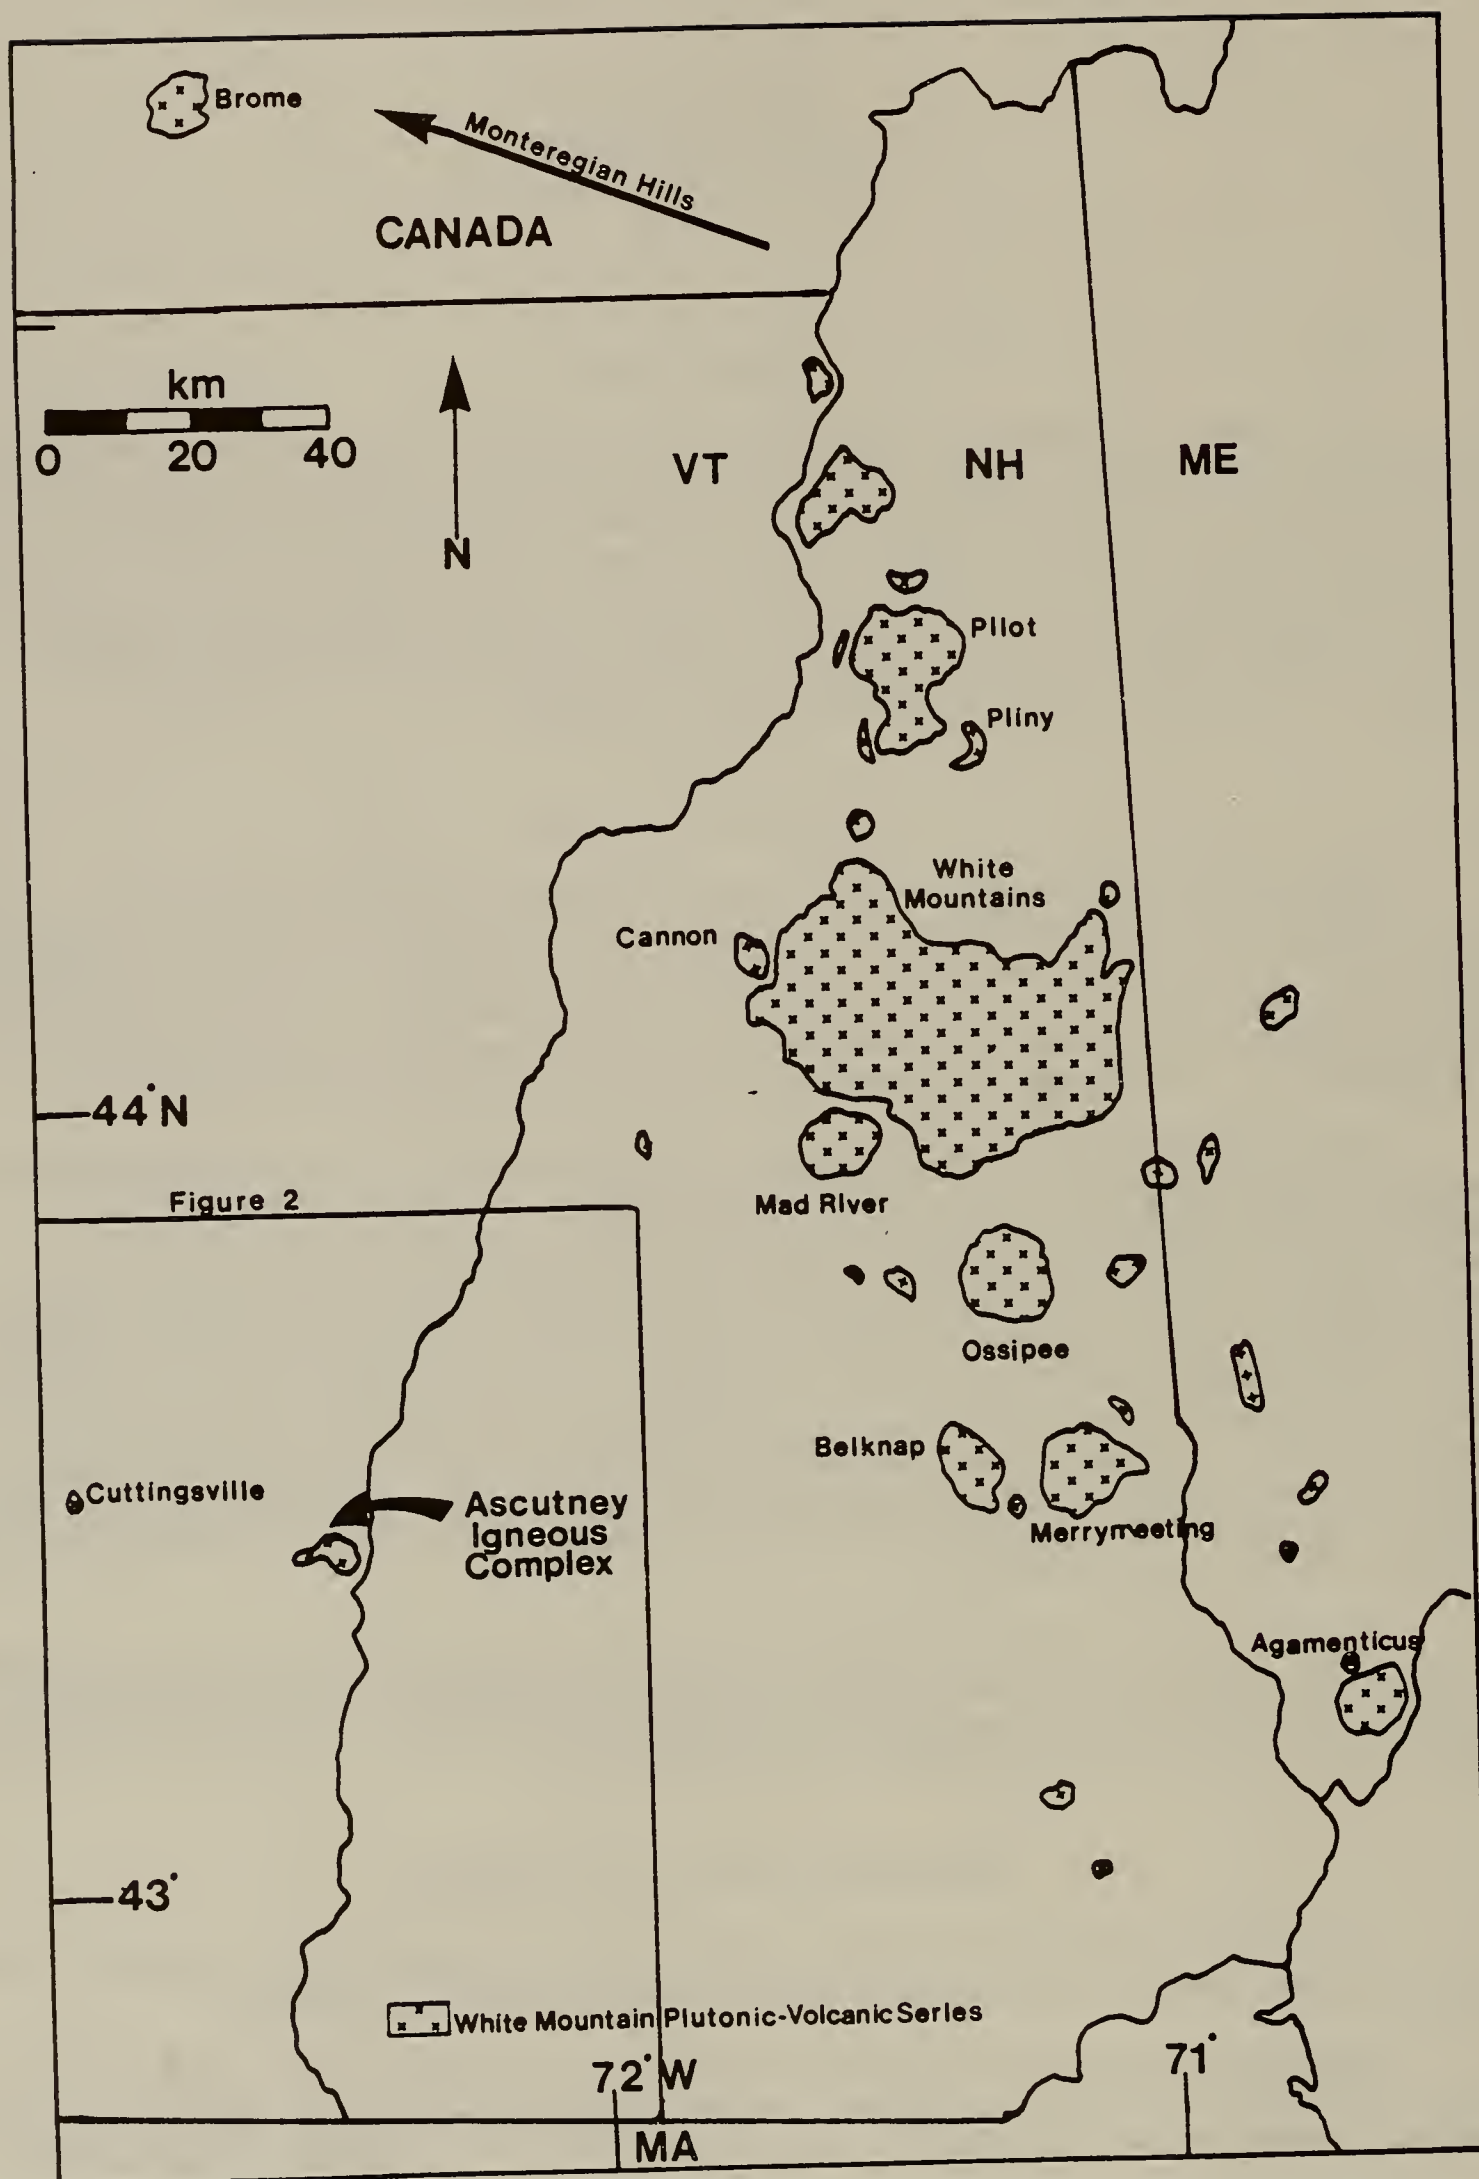 Brome
Monteregian Hills
CANADA
km
0 20 40
N
VT
NH
ME
Pilot
Pliny
White
Mountains
Cannon
44°N
Figure 2
Mad River
Ossipee
Belknap
Merrymeeting
Cuttingsville
Ascutney
Igneous
Complex
Agamenticus
43°
White Mountain Plutonic-Volcanic Series
72°W
71°
MA